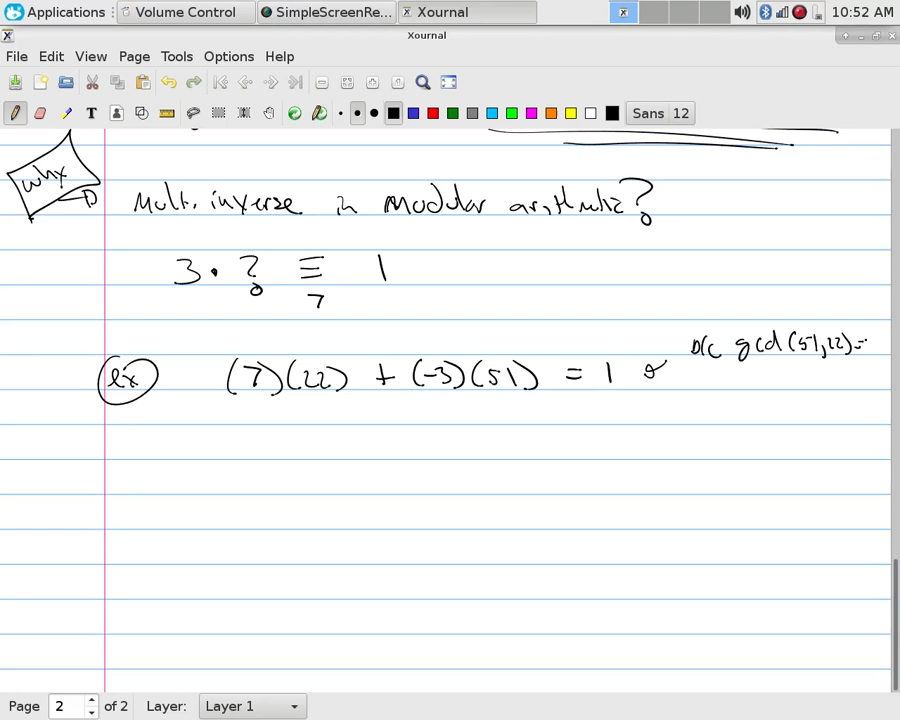 Applications Volume Control SimpleScreenRe... Xournal 10:52 AM
Xournal
File Edit View Page Tools Options Help
Sans 12
why
Mult. inverse in modular arithmetic?
3 · ? ≡ 1
7
b/c gcd(51,22)=
ex (7)(22) + (-3)(51) = 1
Page 2 of 2 Layer: Layer 1